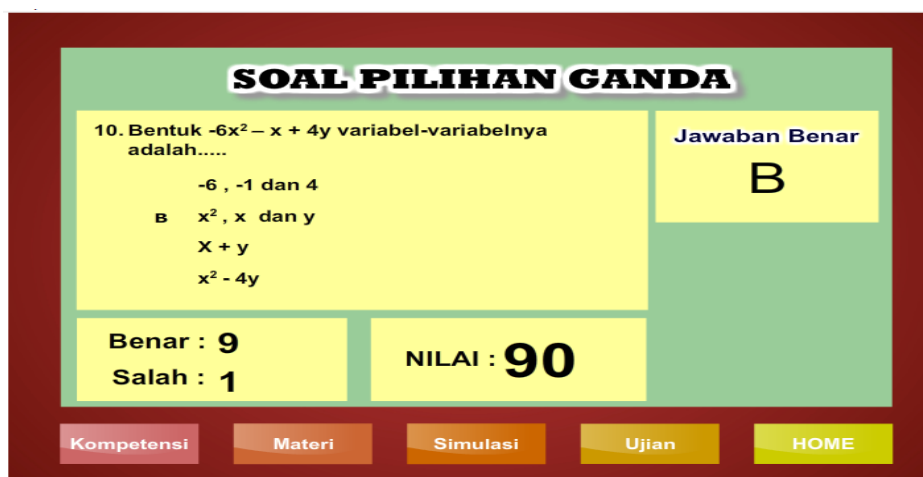 SOAL PILIHAN GANDA
10. Bentuk -6x² – x + 4y variabel-variabelnya
adalah.....
-6 , -1 dan 4
B x² , x dan y
X + y
x² - 4y
Jawaban Benar
B
Benar : 9
Salah : 1
NILAI : 90
Kompetensi
Materi
Simulasi
Ujian
HOME